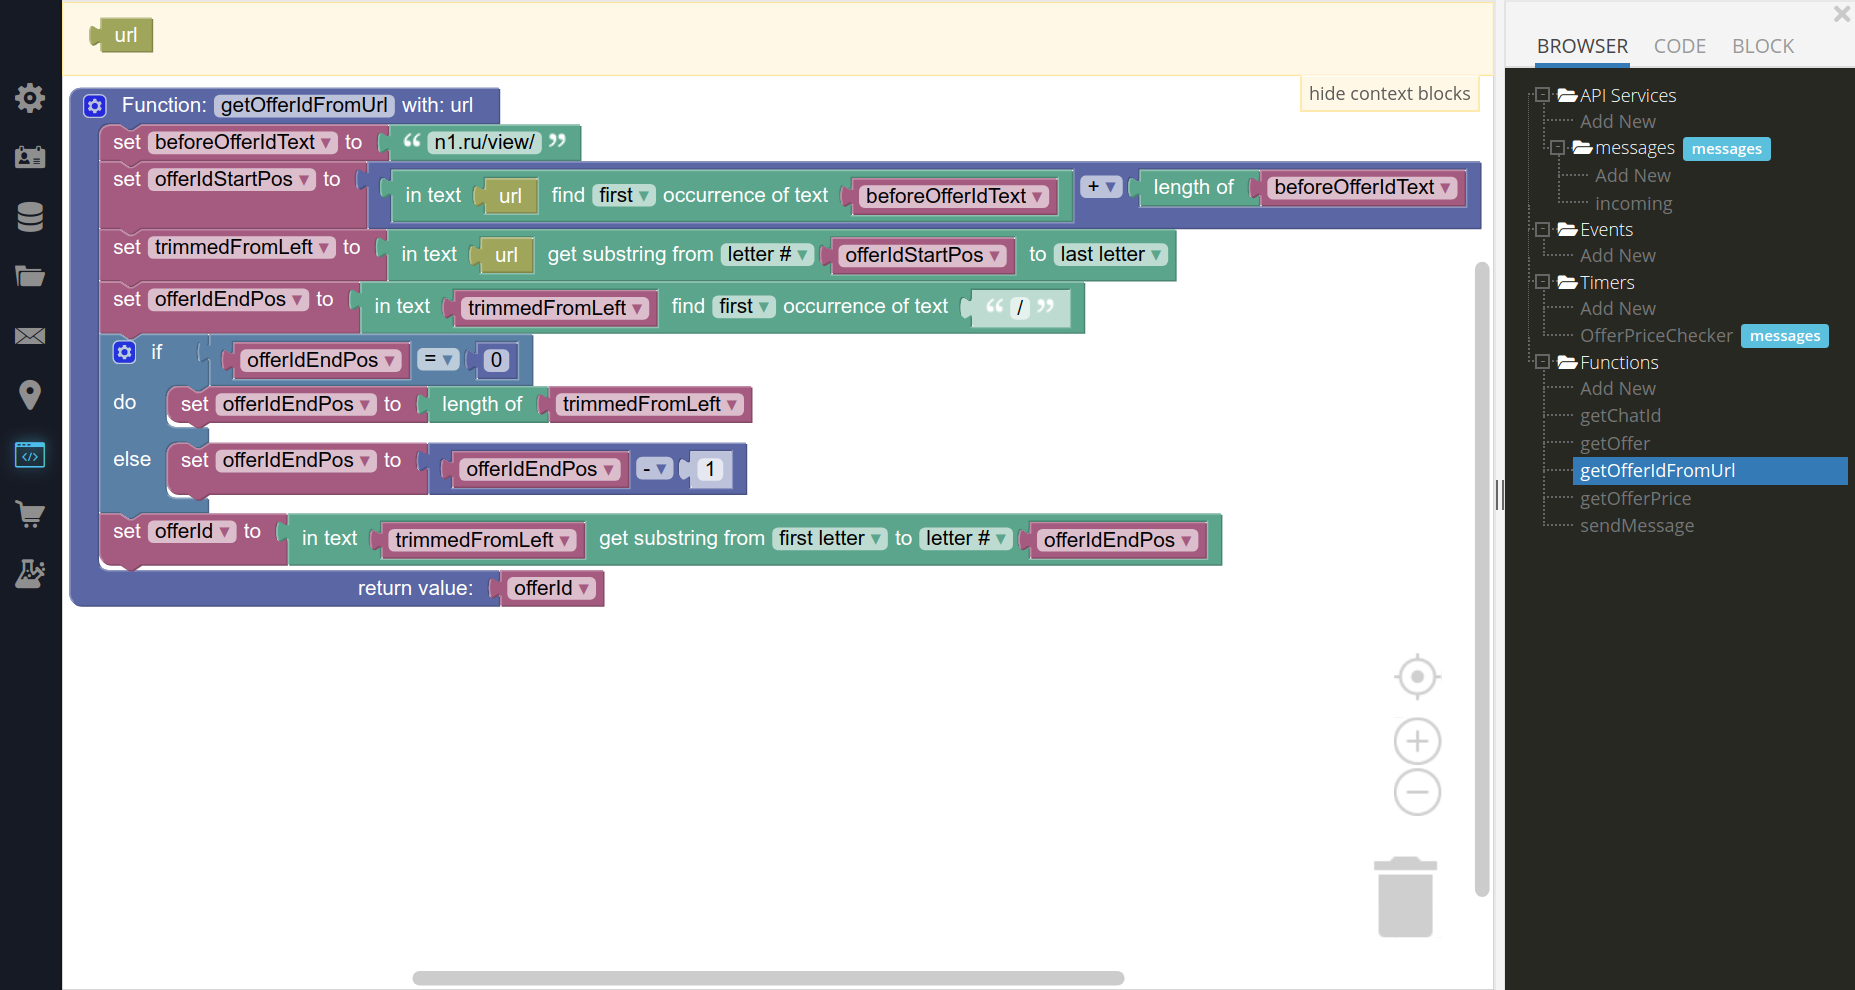 url
hide context blocks
Function: getOfferIdFromUrl with: url
set beforeOfferIdText to “ n1.ru/view/ ”
set offerIdStartPos to in text url find first occurrence of text beforeOfferIdText + length of beforeOfferIdText
set trimmedFromLeft to in text url get substring from letter # offerIdStartPos to last letter
set offerIdEndPos to in text trimmedFromLeft find first occurrence of text “ / ”
if offerIdEndPos = 0
do set offerIdEndPos to length of trimmedFromLeft
else set offerIdEndPos to offerIdEndPos - 1
set offerId to in text trimmedFromLeft get substring from first letter to letter # offerIdEndPos
return value: offerId
BROWSER CODE BLOCK
API Services
Add New
messages messages
Add New
incoming
Events
Add New
Timers
Add New
OfferPriceChecker messages
Functions
Add New
getChatId
getOffer
getOfferIdFromUrl
getOfferPrice
sendMessage